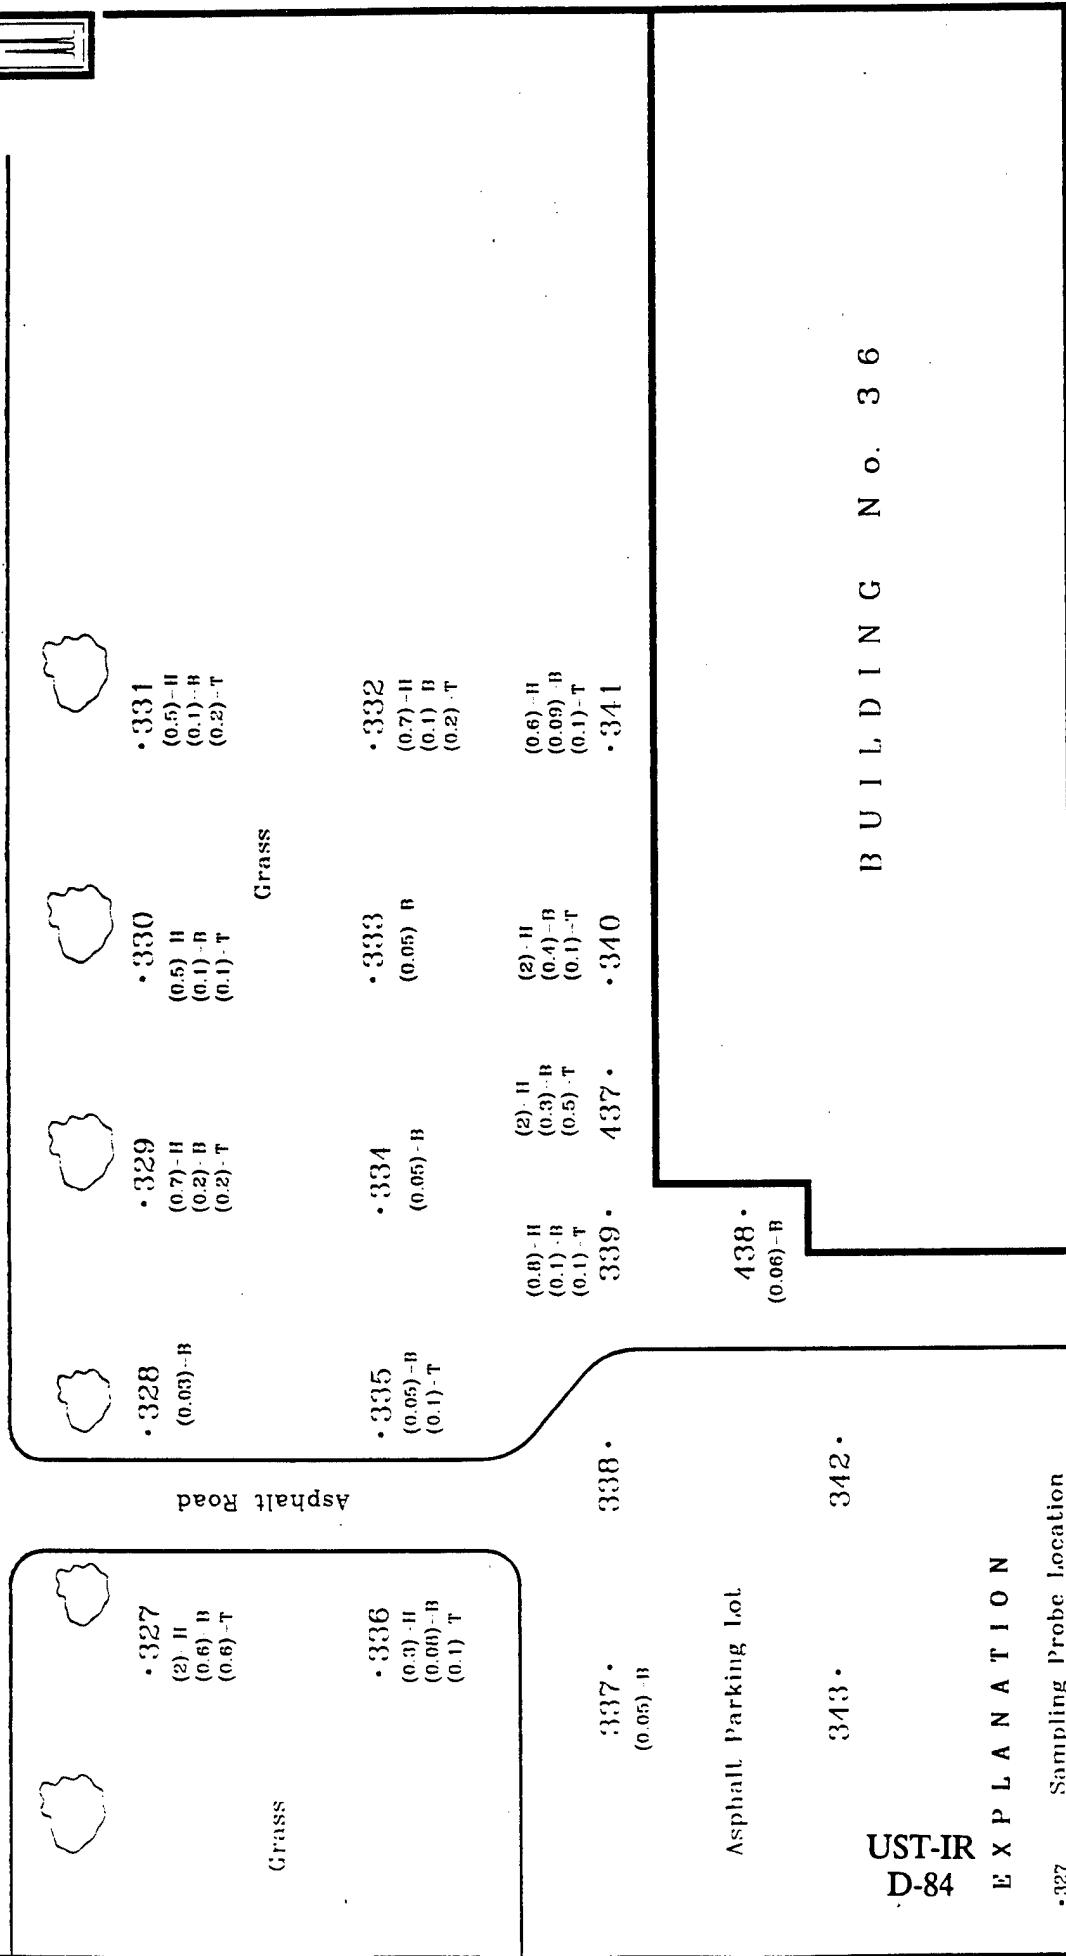 •331
(0.5)-H
(0.1)-B
(0.2)-T
•332
(0.7)-H
(0.1) B
(0.2)-T
(0.6)-H
(0.09)-B
(0.1)-T
•341
Grass
•330
(0.5) H
(0.1)-B
(0.1)-T
•333
(0.05) B
(2)-H
(0.4)-B
(0.1)-T
•340
•329
(0.7)-H
(0.2)-B
(0.2)-T
•334
(0.05)-B
(2)-H
(0.3)-B
(0.5)-T
437•
(0.8)-H
(0.1)-B
(0.1)-T
339•
438•
(0.06)-B
•328
(0.03)-B
•335
(0.05)-B
(0.1)-T
BUILDING No. 36
Asphalt Road
338•
342•
•327
(2) H
(0.6)-B
(0.6)-T
•336
(0.3)-H
(0.08)-B
(0.1) T
337•
(0.05)-B
343•
Grass
Asphalt Parking Lot
UST-IR
D-84
EXPLANATION
•327 Sampling Probe Location